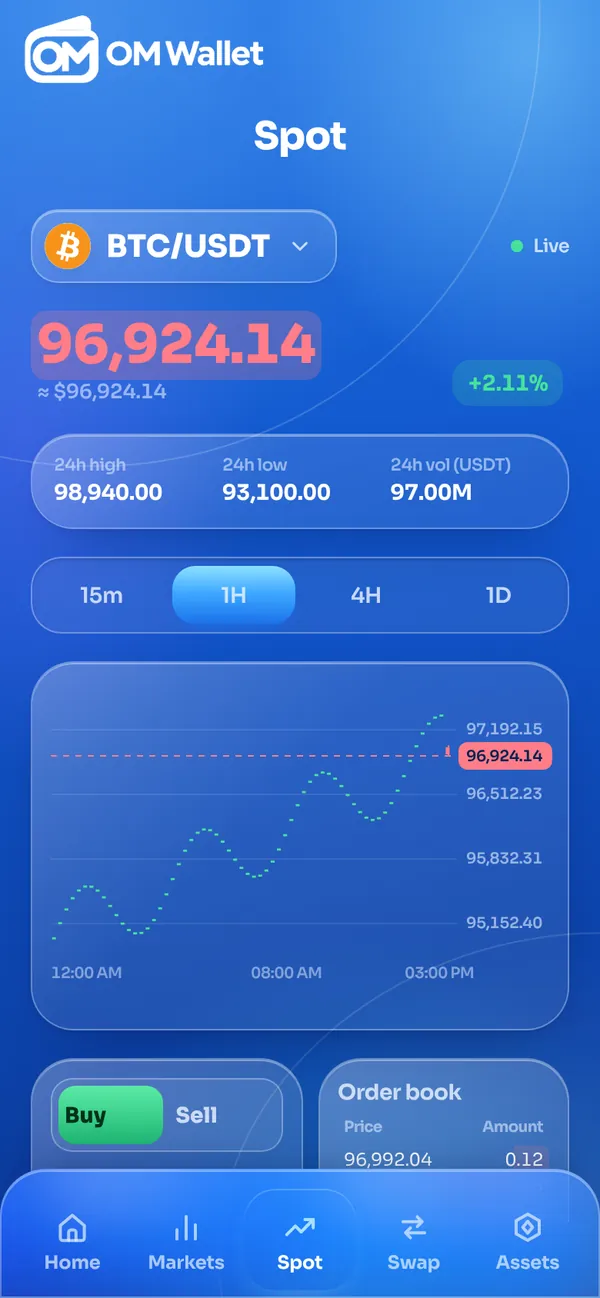 OM OM Wallet
Spot
BTC/USDT
Live
96,924.14
≈ $96,924.14
+2.11%
24h high 24h low 24h vol (USDT)
98,940.00 93,100.00 97.00M
15m 1H 4H 1D
97,192.15
96,924.14
96,512.23
95,832.31
95,152.40
12:00 AM 08:00 AM 03:00 PM
Buy Sell
Order book
Price Amount
96,992.04 0.12
Home Markets Spot Swap Assets